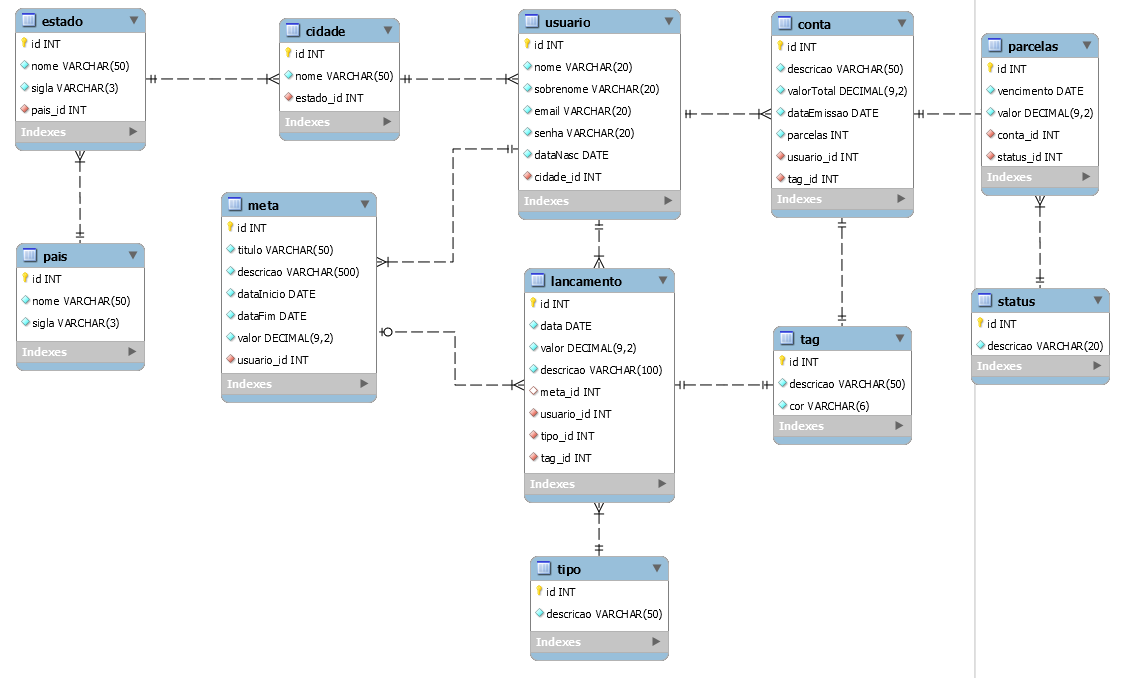 estado
id INT
nome VARCHAR(50)
sigla VARCHAR(3)
pais_id INT
Indexes
cidade
id INT
nome VARCHAR(50)
estado_id INT
Indexes
usuario
id INT
nome VARCHAR(20)
sobrenome VARCHAR(20)
email VARCHAR(20)
senha VARCHAR(20)
dataNasc DATE
cidade_id INT
Indexes
conta
id INT
descricao VARCHAR(50)
valorTotal DECIMAL(9,2)
dataEmissao DATE
parcelas INT
usuario_id INT
tag_id INT
Indexes
parcelas
id INT
vencimento DATE
valor DECIMAL(9,2)
conta_id INT
status_id INT
Indexes
pais
id INT
nome VARCHAR(50)
sigla VARCHAR(3)
Indexes
meta
id INT
titulo VARCHAR(50)
descricao VARCHAR(500)
dataInicio DATE
dataFim DATE
valor DECIMAL(9,2)
usuario_id INT
Indexes
lancamento
id INT
data DATE
valor DECIMAL(9,2)
descricao VARCHAR(100)
meta_id INT
usuario_id INT
tipo_id INT
tag_id INT
Indexes
tag
id INT
descricao VARCHAR(50)
cor VARCHAR(6)
Indexes
status
id INT
descricao VARCHAR(20)
Indexes
tipo
id INT
descricao VARCHAR(50)
Indexes